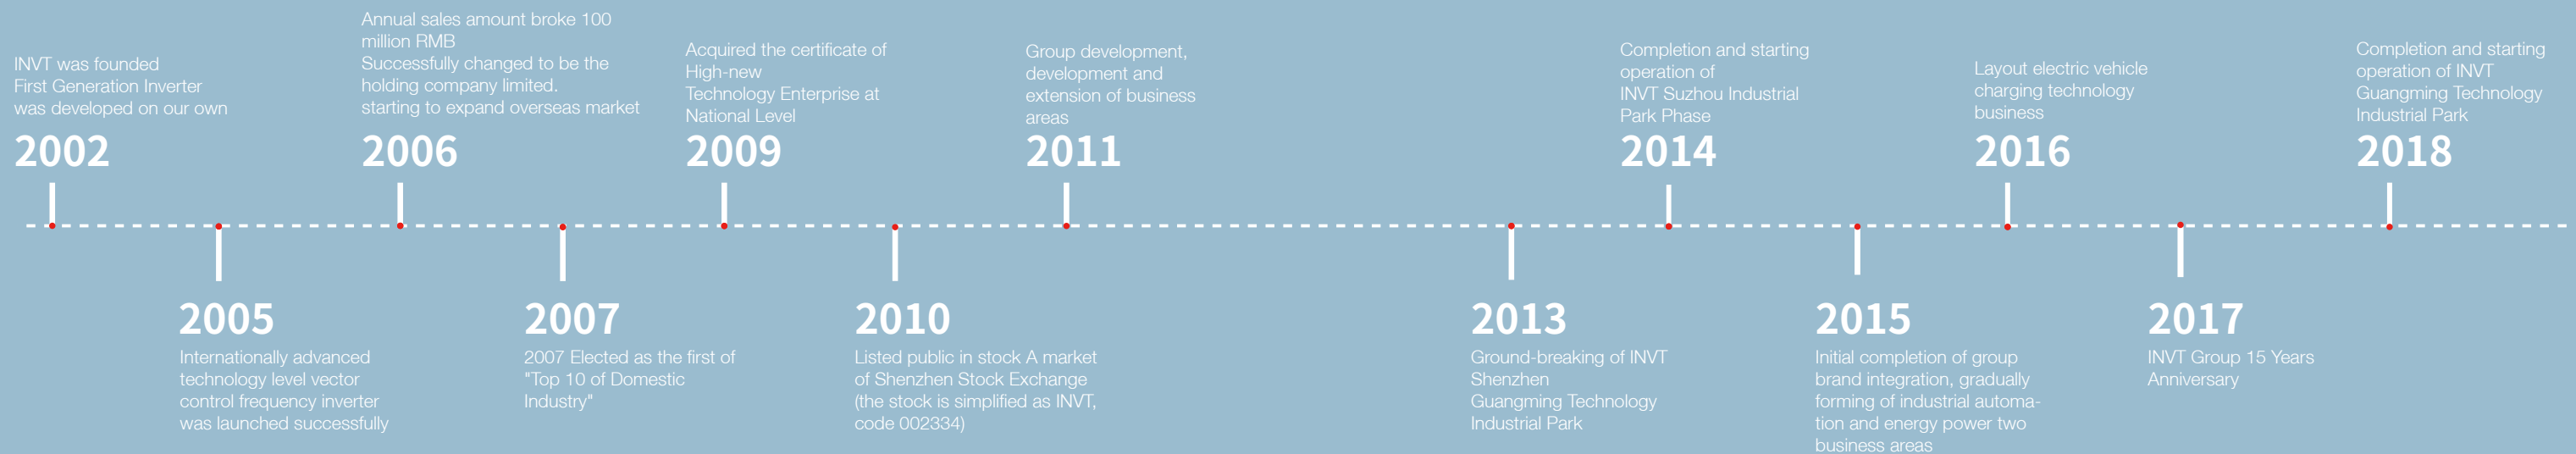 INVT was founded
First Generation Inverter
was developed on our own
2002
Internationally advanced
technology level vector
control frequency inverter
was launched successfully
2005
Annual sales amount broke 100
million RMB
Successfully changed to be the
holding company limited.
starting to expand overseas market
2006
2007
2007 Elected as the first of
"Top 10 of Domestic
Industry"
Acquired the certificate of
High-new
Technology Enterprise at
National Level
2009
2010
Listed public in stock A market
of Shenzhen Stock Exchange
(the stock is simplified as INVT,
code 002334)
Group development,
development and
extension of business
areas
2011
2013
Ground-breaking of INVT
Shenzhen
Guangming Technology
Industrial Park
Completion and starting
operation of
INVT Suzhou Industrial
Park Phase
2014
2015
Initial completion of group
brand integration, gradually
forming of industrial automa-
tion and energy power two
business areas
Layout electric vehicle
charging technology
business
2016
2017
INVT Group 15 Years
Anniversary
Completion and starting
operation of INVT
Guangming Technology
Industrial Park
2018